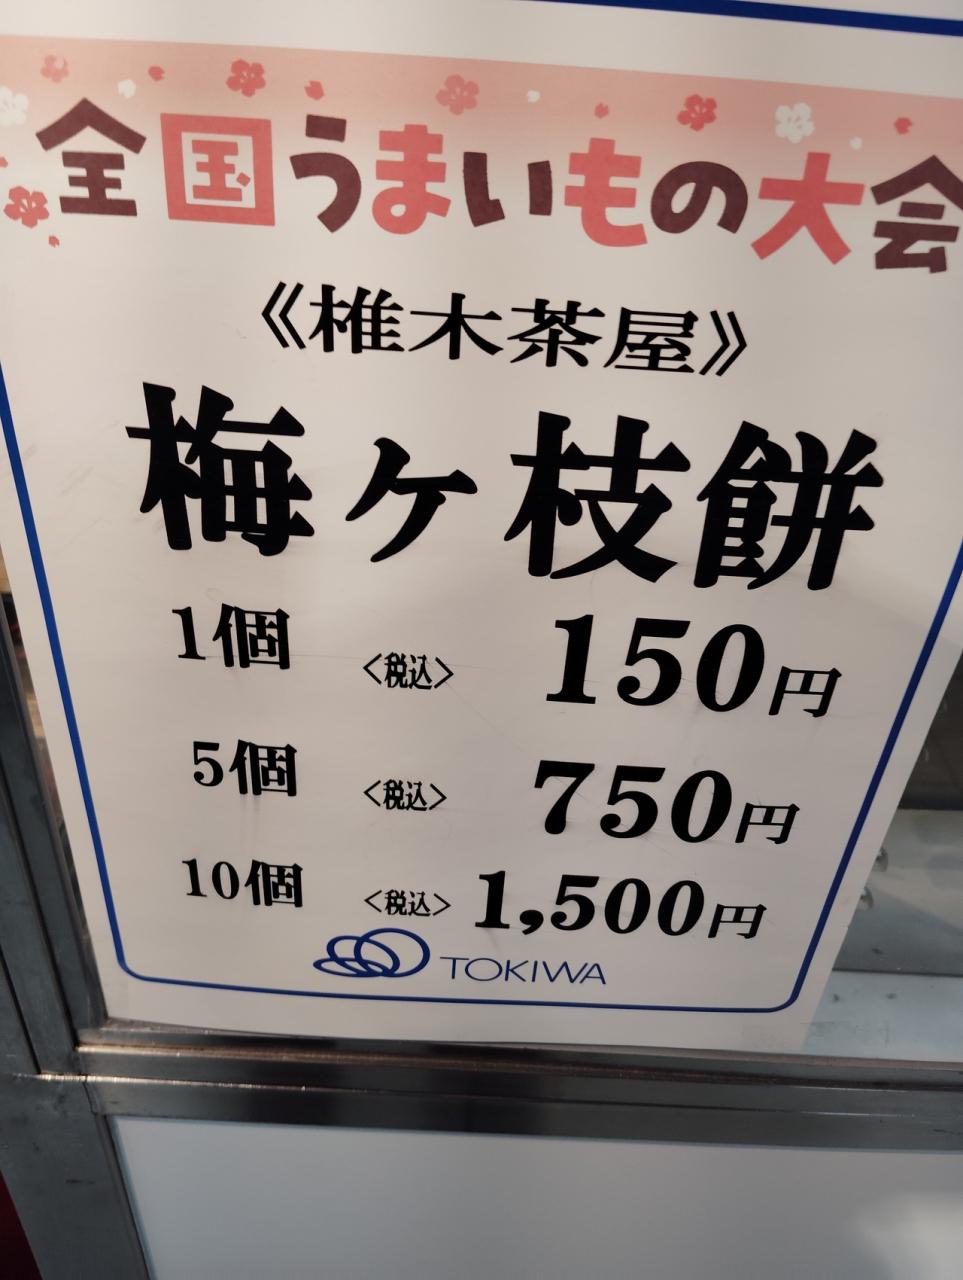 全国うまいもの大会
《椎木茶屋》
梅ヶ枝餅
1個 〈税込〉 150円
5個 〈税込〉 750円
10個 〈税込〉 1,500円
TOKIWA